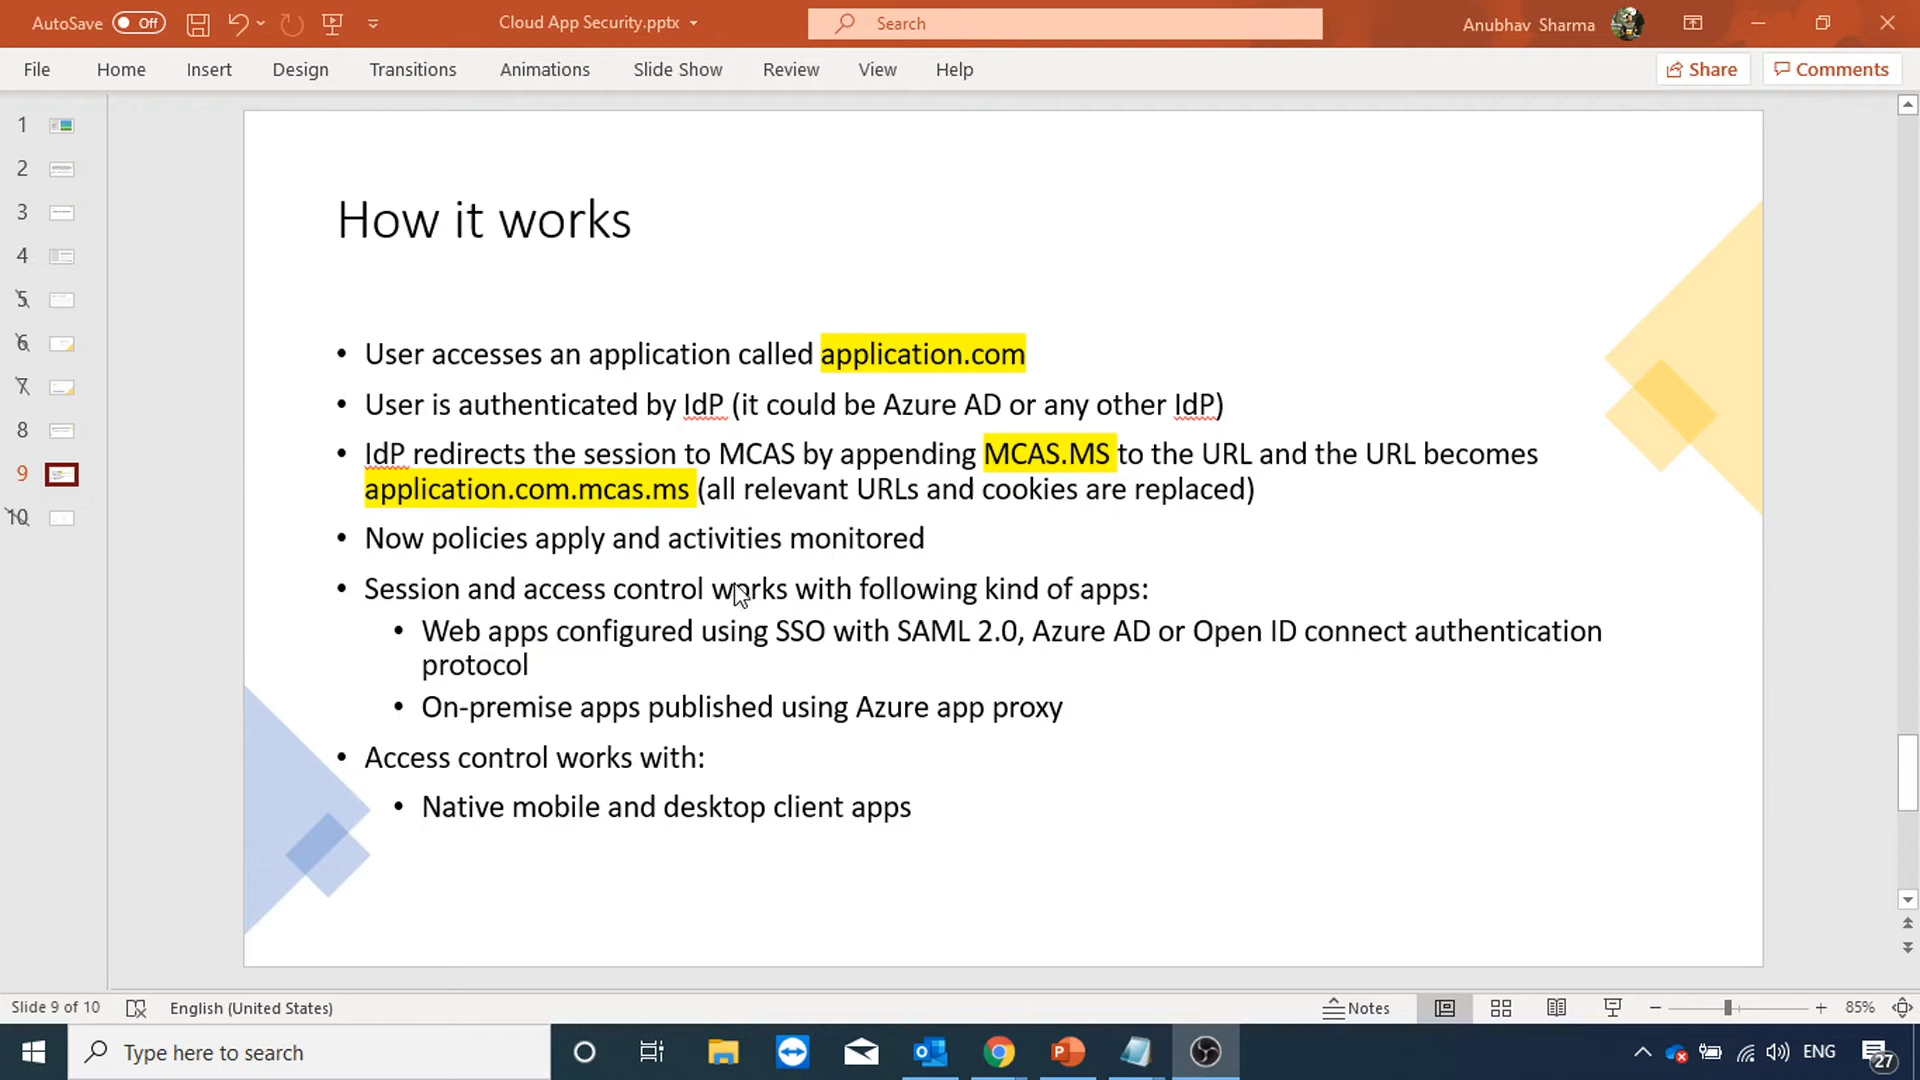 AutoSave Off Cloud App Security.pptx Search Anubhav Sharma
File Home Insert Design Transitions Animations Slide Show Review View Help Share Comments
1
2
3
4
5
6
7
8
9
10
How it works
• User accesses an application called application.com
• User is authenticated by IdP (it could be Azure AD or any other IdP)
• IdP redirects the session to MCAS by appending MCAS.MS to the URL and the URL becomes
application.com.mcas.ms (all relevant URLs and cookies are replaced)
• Now policies apply and activities monitored
• Session and access control works with following kind of apps:
• Web apps configured using SSO with SAML 2.0, Azure AD or Open ID connect authentication
protocol
• On-premise apps published using Azure app proxy
• Access control works with:
• Native mobile and desktop client apps
Slide 9 of 10 English (United States) Notes 85%
Type here to search ENG 27